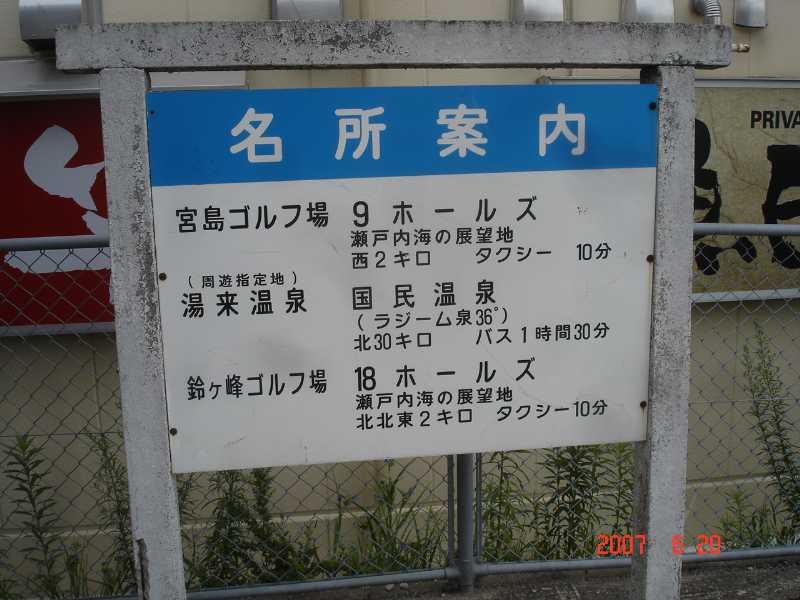 名所案内
宮島ゴルフ場 9ホールズ
瀬戸内海の展望地
西2キロ タクシー 10分
(周遊指定地)
湯来温泉 国民温泉
(ラジーム泉36°)
北30キロ バス1時間30分
鈴ヶ峰ゴルフ場 18ホールズ
瀬戸内海の展望地
北北東2キロ タクシー10分
PRIVA
2007 6 20